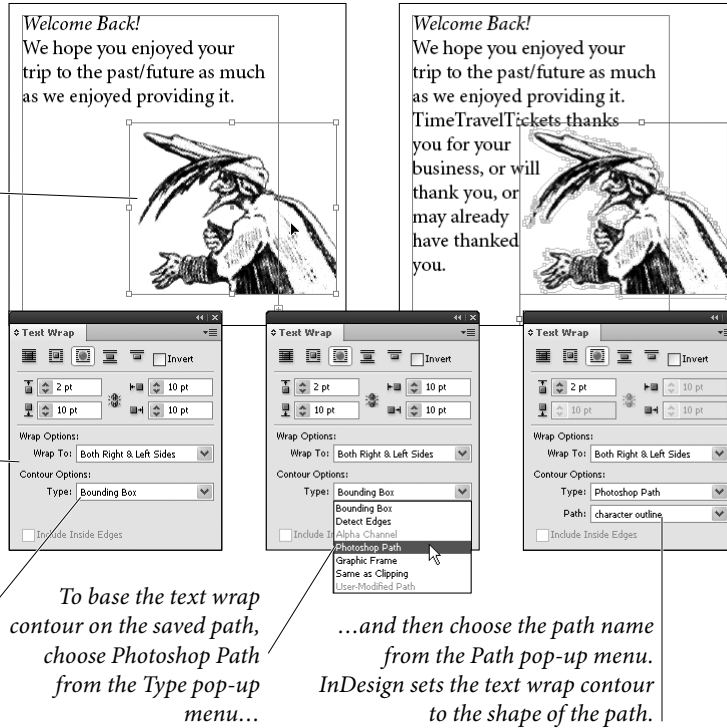 Welcome Back!
We hope you enjoyed your
trip to the past/future as much
as we enjoyed providing it.
Welcome Back!
We hope you enjoyed your
trip to the past/future as much
as we enjoyed providing it.
TimeTravelTickets thanks
you for your
business, or will
thank you, or
may already
have thanked
you.
Text Wrap
Invert
2 pt 10 pt
10 pt 10 pt
Wrap Options:
Wrap To: Both Right & Left Sides
Contour Options:
Type: Bounding Box
Include Inside Edges
Text Wrap
Invert
2 pt 10 pt
10 pt 10 pt
Wrap Options:
Wrap To: Both Right & Left Sides
Contour Options:
Type: Bounding Box
Bounding Box
Detect Edges
Include In
Alpha Channel
Photoshop Path
Graphic Frame
Same as Clipping
User-Modified Path
Text Wrap
Invert
2 pt 10 pt
10 pt 10 pt
Wrap Options:
Wrap To: Both Right & Left Sides
Contour Options:
Type: Photoshop Path
Path: character outline
Include Inside Edges
To base the text wrap
contour on the saved path,
choose Photoshop Path
from the Type pop-up
menu…
…and then choose the path name
from the Path pop-up menu.
InDesign sets the text wrap contour
to the shape of the path.